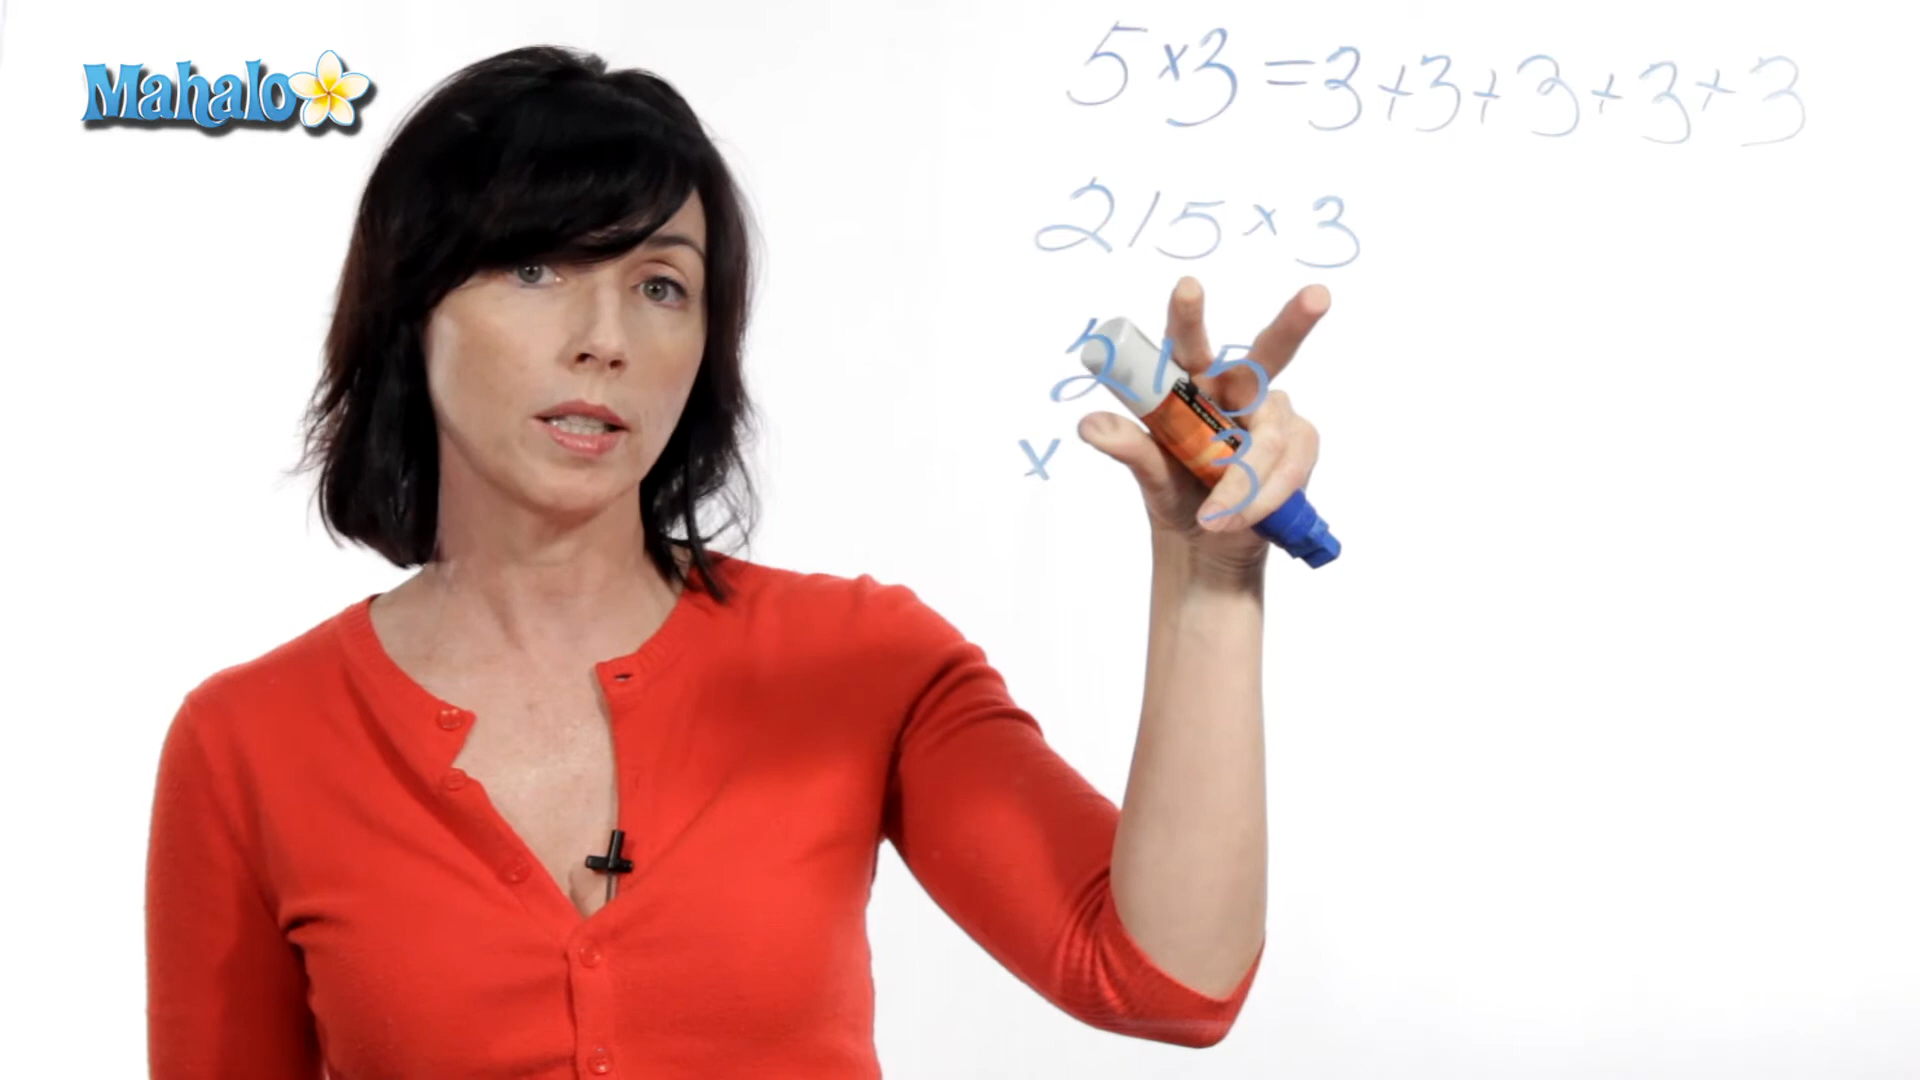 Mahalo
5 × 3 = 3 + 3 + 3 + 3 + 3
215 × 3
215
× 3